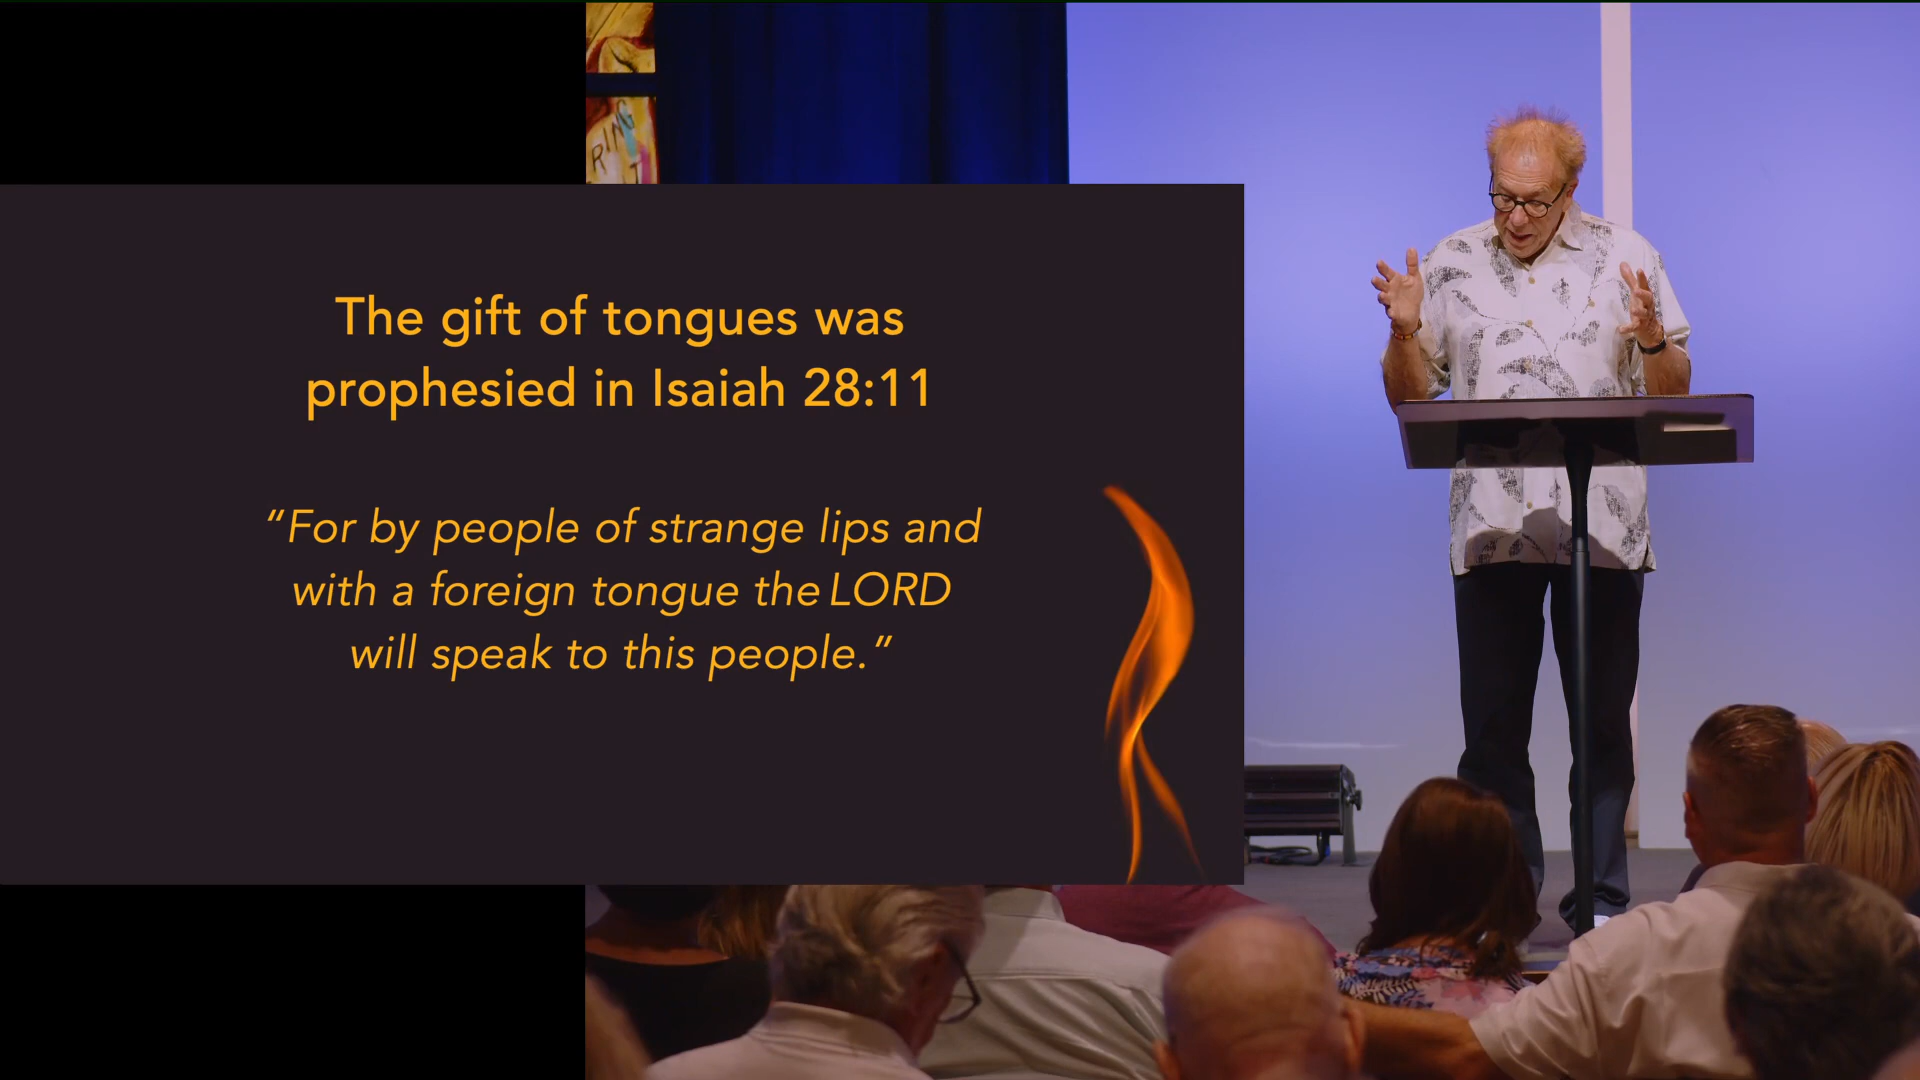 RING
The gift of tongues was
prophesied in Isaiah 28:11
“For by people of strange lips and
with a foreign tongue the LORD
will speak to this people.”